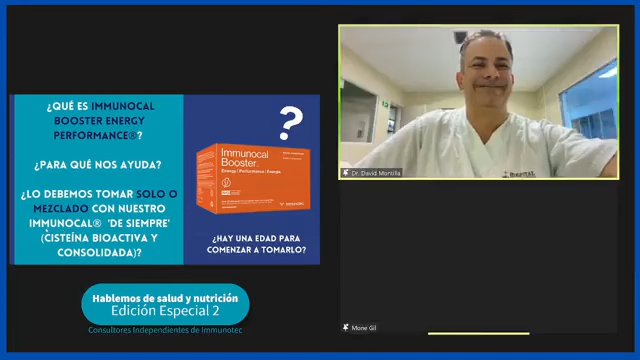 ¿QUÉ ES IMMUNOCAL
BOOSTER ENERGY
PERFORMANCE®?
¿PARA QUÉ NOS AYUDA?
¿LO DEBEMOS TOMAR SOLO O
MEZCLADO CON NUESTRO
IMMUNOCAL® 'DE SIEMPRE'
(CISTEÍNA BIOACTIVA Y
CONSOLIDADA)?
?
Immunocal
Booster
Energy / Performance / Energía
IMMUNOTEC
¿HAY UNA EDAD PARA
COMENZAR A TOMARLO?
Hablemos de salud y nutrición
Edición Especial 2
Consultores Independientes de Immunotec
Dr. David Montilla
Mone Gil